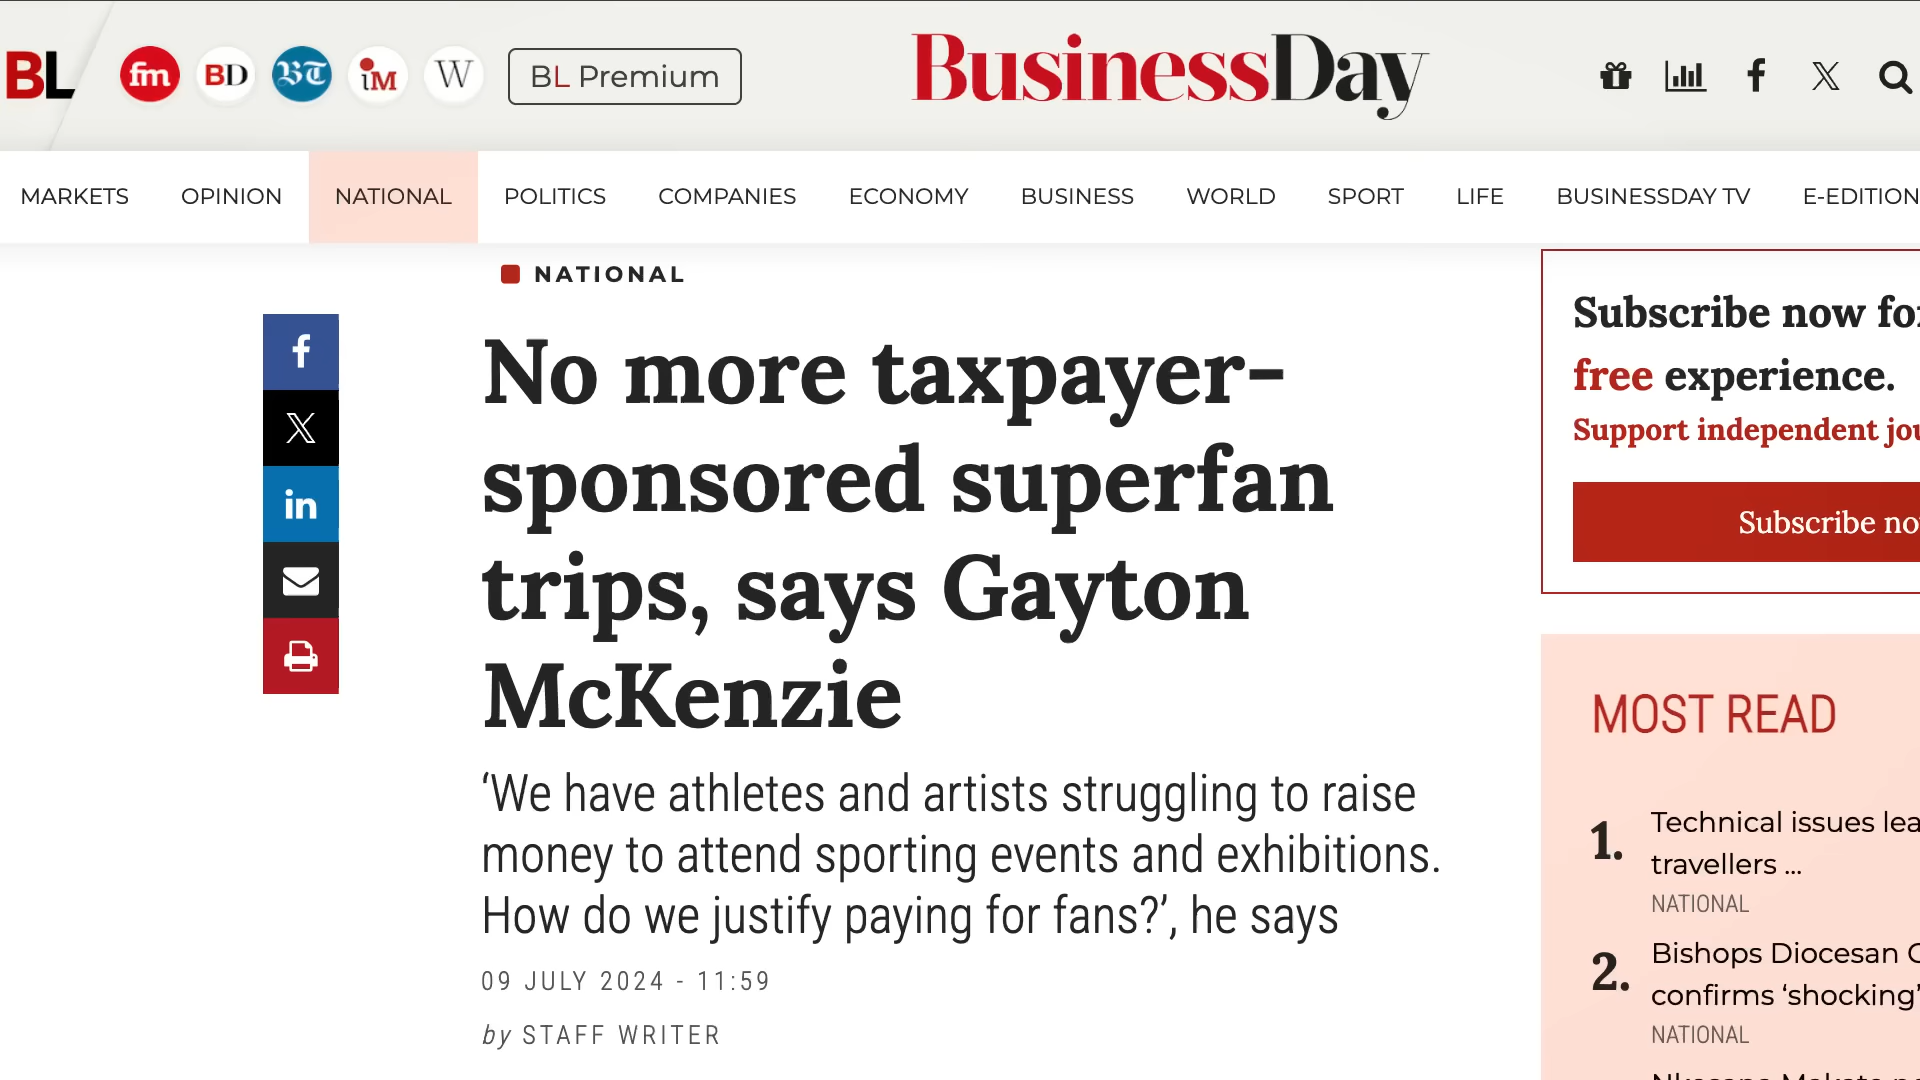 BL
fm
BD
BT
iM
W
BL Premium
BusinessDay
MARKETS OPINION NATIONAL POLITICS COMPANIES ECONOMY BUSINESS WORLD SPORT LIFE BUSINESSDAY TV E-EDITION
NATIONAL
No more taxpayer-
sponsored superfan
trips, says Gayton
McKenzie
‘We have athletes and artists struggling to raise
money to attend sporting events and exhibitions.
How do we justify paying for fans?’, he says
09 JULY 2024 - 11:59
by STAFF WRITER
Subscribe now
free experience.
Support independent
Subscribe
MOST READ
1.
Technical issues
travellers ...
NATIONAL
2.
Bishops Diocesan
confirms ‘shocking’
NATIONAL